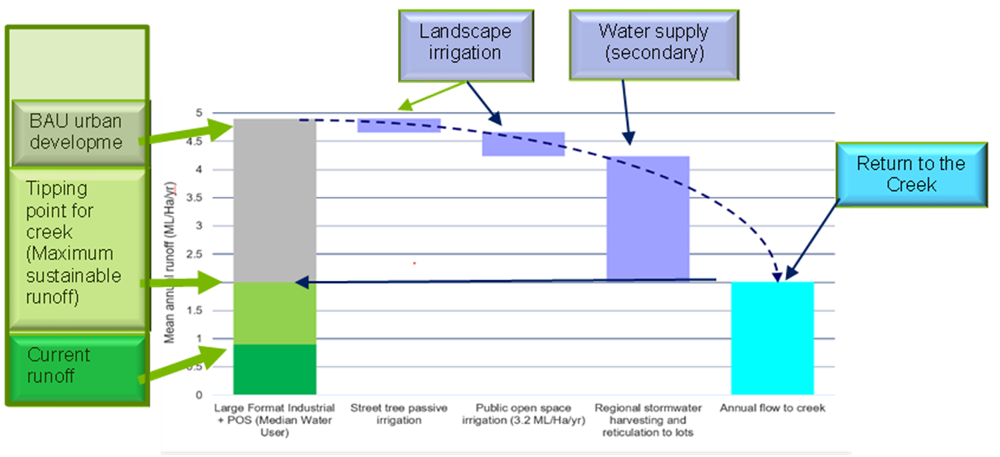 Landscape
irrigation
Water supply
(secondary)
BAU urban
developme
Tipping
point for
creek
(Maximum
sustainable
runoff)
Current
runoff
Return to the
Creek
Mean annual runoff (ML/Ha/yr)
5
4.5
4
3.5
3
2.5
1.5
1
0.5
0
Large Format Industrial
+ POS (Median Water
User)
Street tree passive
irrigation
Public open space
irrigation (3.2 ML/Ha/yr)
Regional stormwater
harvesting and
reticulation to lots
Annual flow to creek